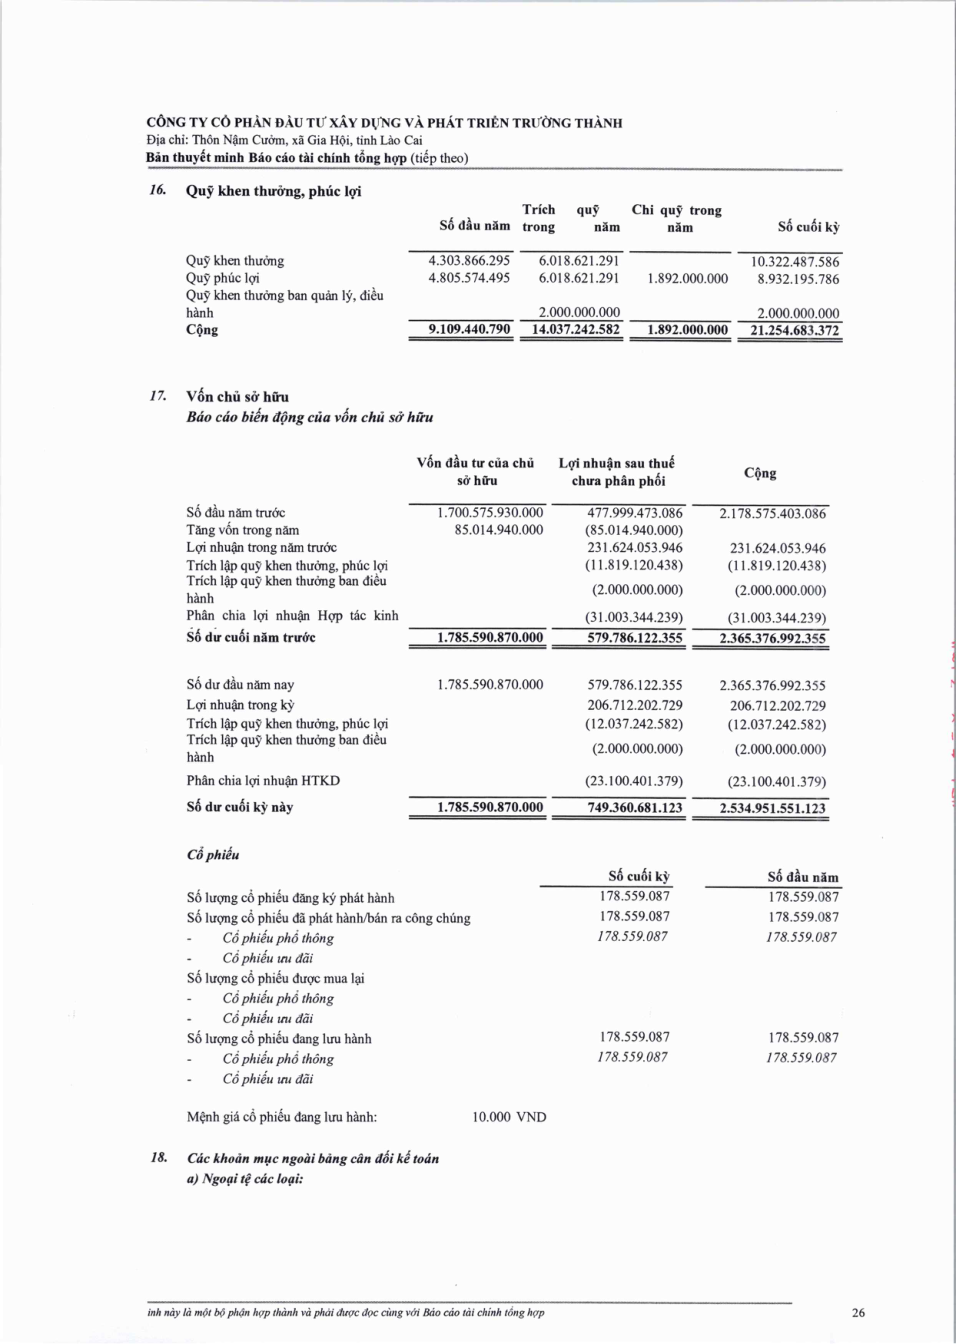 CÔNG TY CỔ PHẦN ĐẦU TƯ XÂY DỰNG VÀ PHÁT TRIỂN TRƯỜNG THÀNH
Địa chỉ: Thôn Nậm Cưởm, xã Gia Hội, tỉnh Lào Cai
Bản thuyết minh Báo cáo tài chính tổng hợp (tiếp theo)
16. Quỹ khen thưởng, phúc lợi
Trích quỹ Chi quỹ trong
Số đầu năm trong năm năm Số cuối kỳ
Quỹ khen thưởng 4.303.866.295 6.018.621.291 10.322.487.586
Quỹ phúc lợi 4.805.574.495 6.018.621.291 1.892.000.000 8.932.195.786
Quỹ khen thưởng ban quản lý, điều
hành 2.000.000.000 2.000.000.000
Cộng 9.109.440.790 14.037.242.582 1.892.000.000 21.254.683.372
17. Vốn chủ sở hữu
Báo cáo biến động của vốn chủ sở hữu
Vốn đầu tư của chủ Lợi nhuận sau thuế
sở hữu chưa phân phối Cộng
Số đầu năm trước 1.700.575.930.000 477.999.473.086 2.178.575.403.086
Tăng vốn trong năm 85.014.940.000 (85.014.940.000)
Lợi nhuận trong năm trước 231.624.053.946 231.624.053.946
Trích lập quỹ khen thưởng, phúc lợi (11.819.120.438) (11.819.120.438)
Trích lập quỹ khen thưởng ban điều
hành (2.000.000.000) (2.000.000.000)
Phân chia lợi nhuận Hợp tác kinh (31.003.344.239) (31.003.344.239)
Số dư cuối năm trước 1.785.590.870.000 579.786.122.355 2.365.376.992.355
Số dư đầu năm nay 1.785.590.870.000 579.786.122.355 2.365.376.992.355
Lợi nhuận trong kỳ 206.712.202.729 206.712.202.729
Trích lập quỹ khen thưởng, phúc lợi (12.037.242.582) (12.037.242.582)
Trích lập quỹ khen thưởng ban điều
hành (2.000.000.000) (2.000.000.000)
Phân chia lợi nhuận HTKD (23.100.401.379) (23.100.401.379)
Số dư cuối kỳ này 1.785.590.870.000 749.360.681.123 2.534.951.551.123
Cổ phiếu
Số cuối kỳ Số đầu năm
Số lượng cổ phiếu đăng ký phát hành 178.559.087 178.559.087
Số lượng cổ phiếu đã phát hành/bán ra công chúng 178.559.087 178.559.087
- Cổ phiếu phổ thông 178.559.087 178.559.087
- Cổ phiếu ưu đãi
Số lượng cổ phiếu được mua lại
- Cổ phiếu phổ thông
- Cổ phiếu ưu đãi
Số lượng cổ phiếu đang lưu hành 178.559.087 178.559.087
- Cổ phiếu phổ thông 178.559.087 178.559.087
- Cổ phiếu ưu đãi
Mệnh giá cổ phiếu đang lưu hành: 10.000 VND
18. Các khoản mục ngoài bảng cân đối kế toán
a) Ngoại tệ các loại:
inh này là một bộ phận hợp thành và phải được đọc cùng với Báo cáo tài chính tổng hợp 26